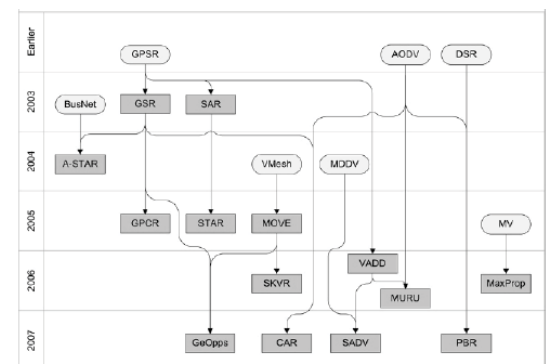 Earlier
GPSR
AODV
DSR
2003
BusNet
GSR
SAR
2004
A-STAR
VMesh
MDDV
2005
GPCR
STAR
MOVE
MV
2006
SKVR
VADD
MURU
MaxProp
2007
GeOpps
CAR
SADV
PBR